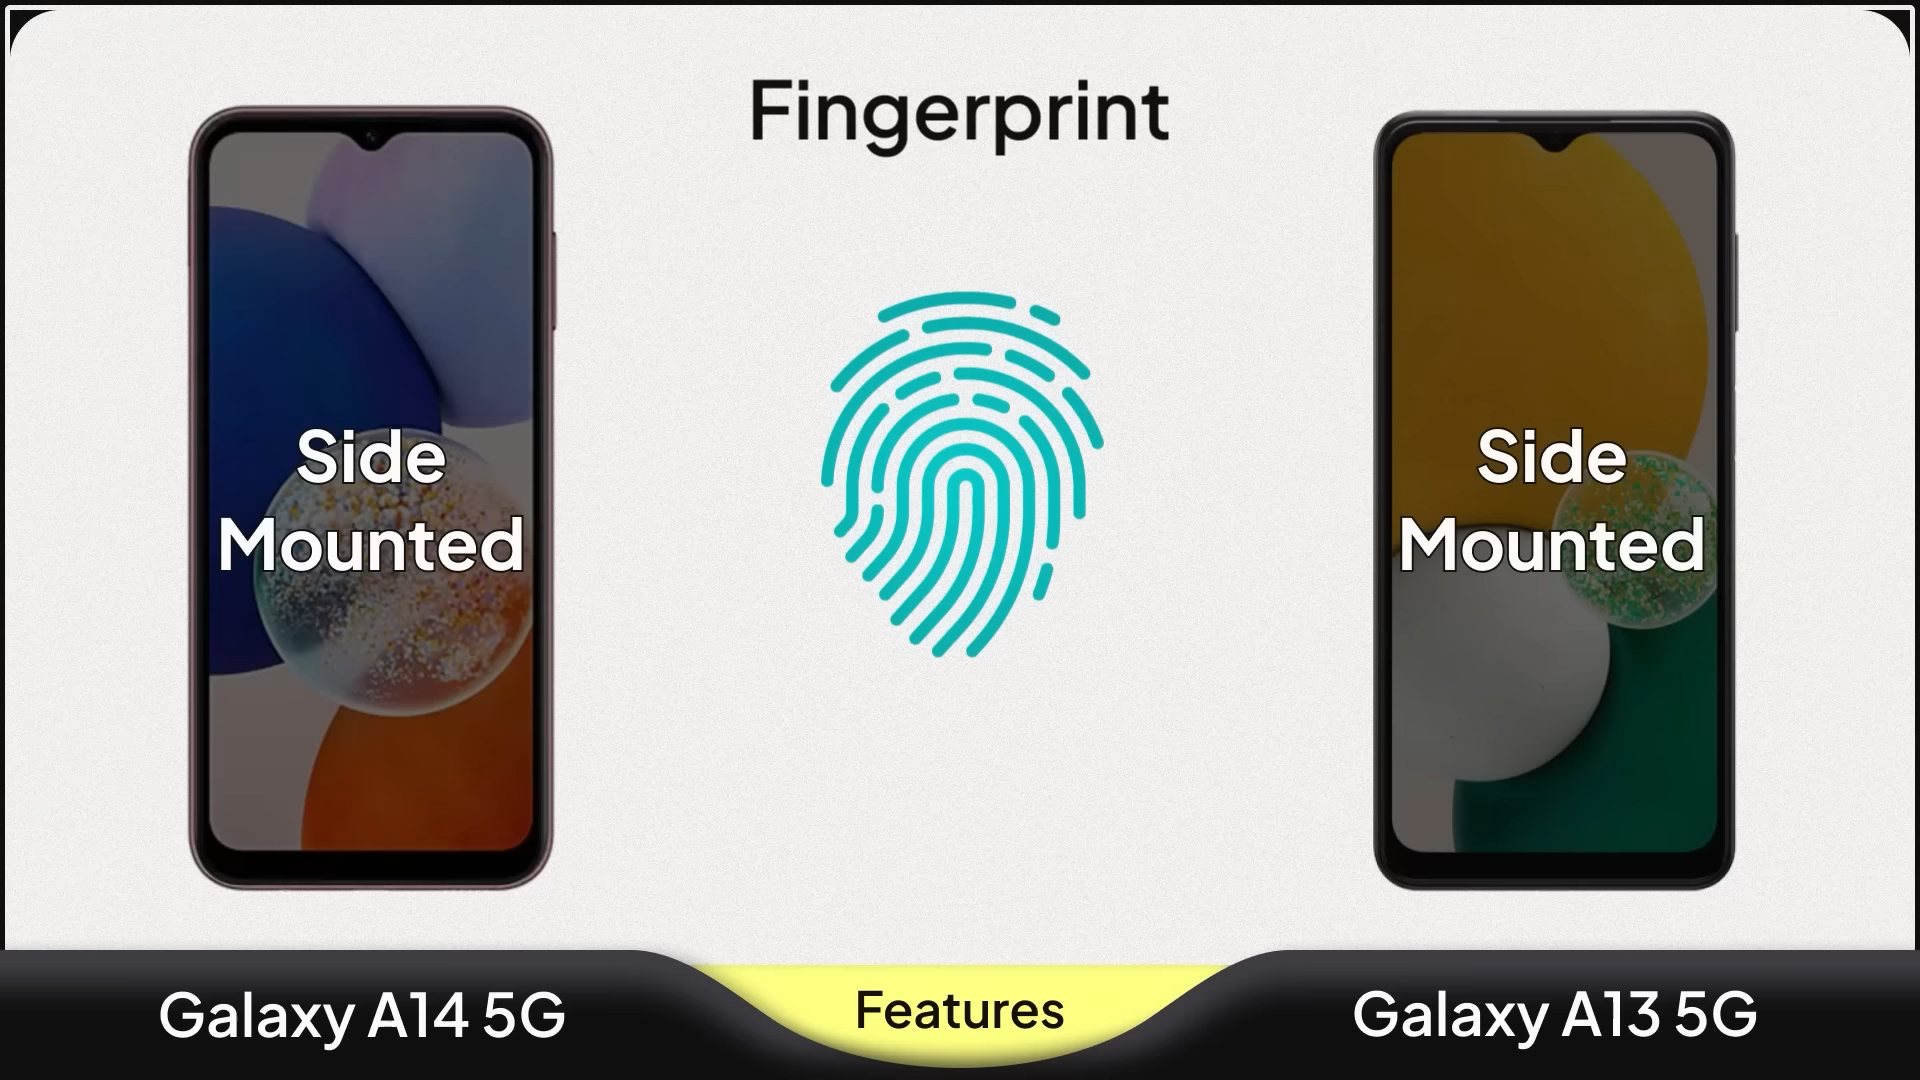 Fingerprint
Side
Mounted
Side
Mounted
Galaxy A14 5G
Features
Galaxy A13 5G